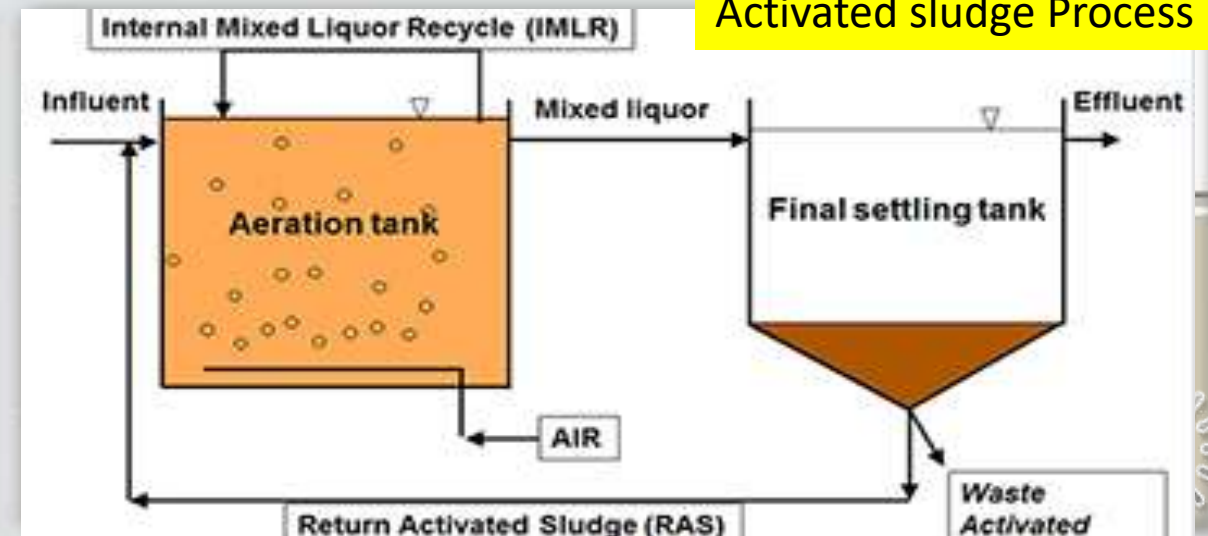 Activated sludge Process
Internal Mixed Liquor Recycle (IMLR)
Influent
Mixed liquor
Effluent
Aeration tank
Final settling tank
AIR
Return Activated Sludge (RAS)
Waste
Activated